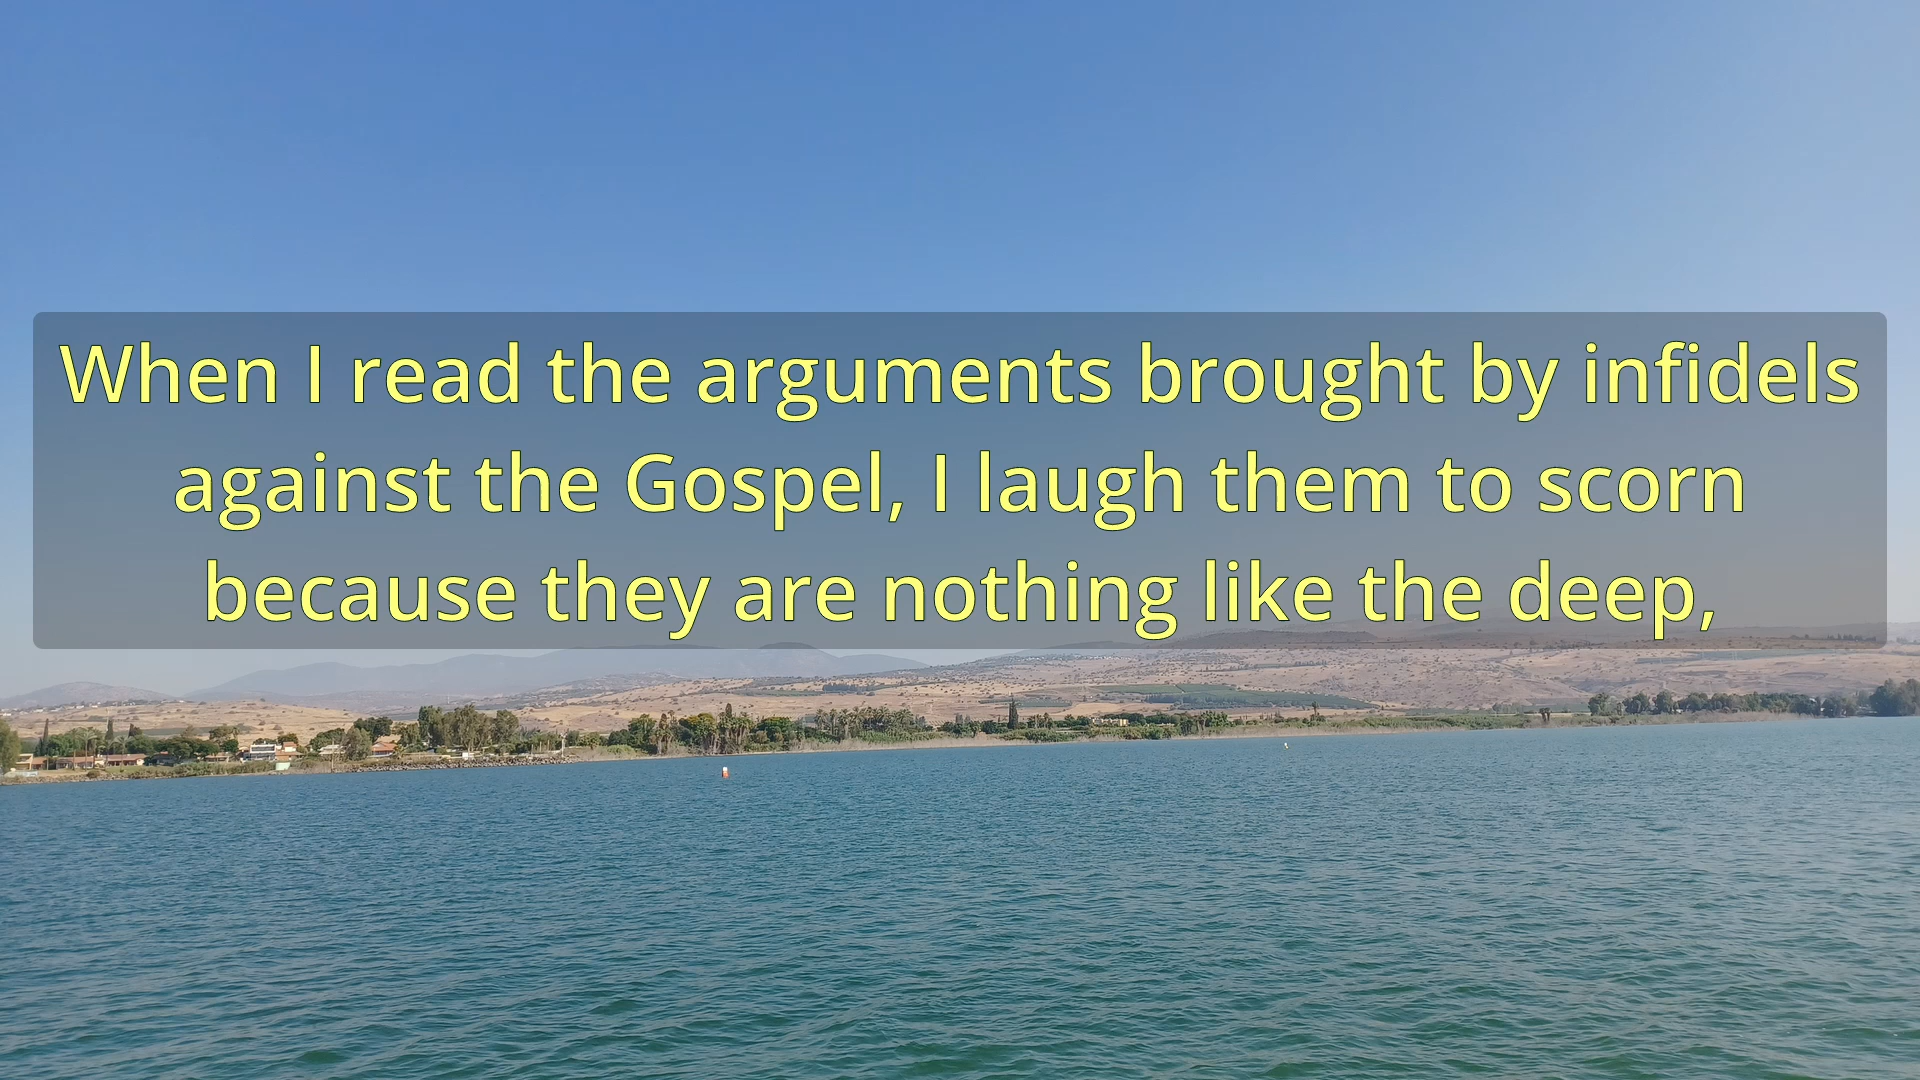 When I read the arguments brought by infidels
against the Gospel, I laugh them to scorn
because they are nothing like the deep,